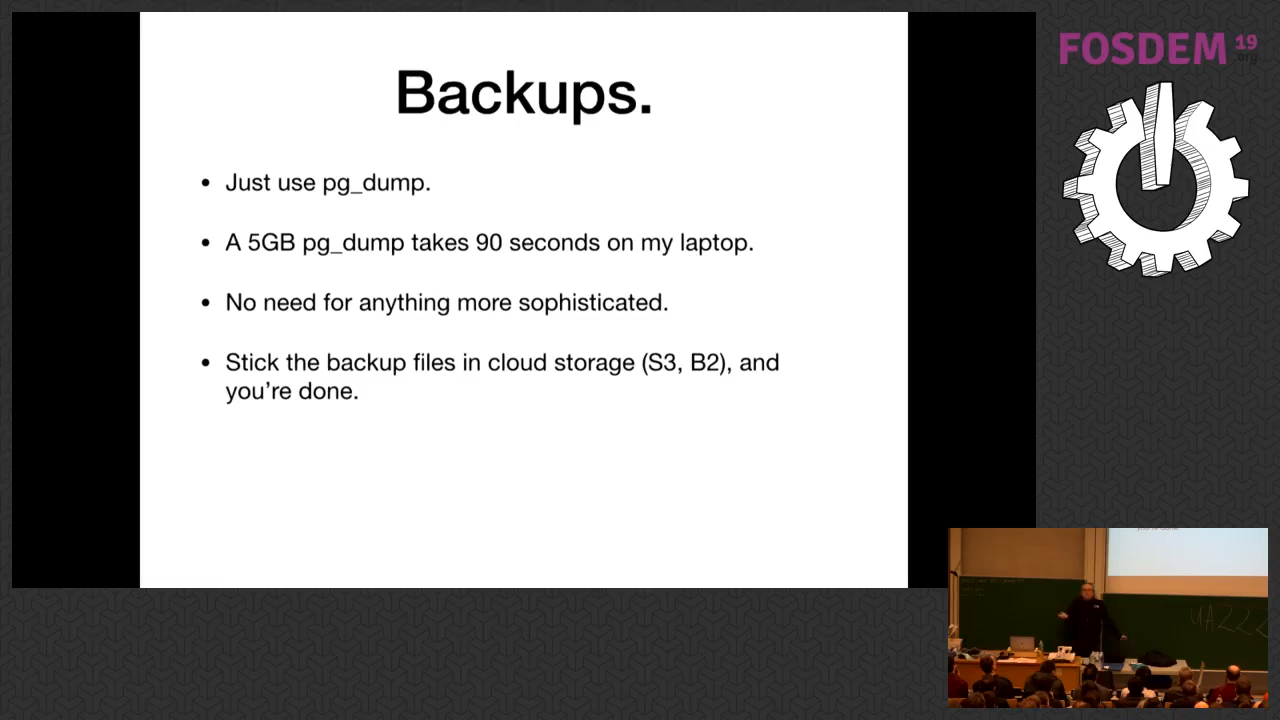 Backups.
• Just use pg_dump.
• A 5GB pg_dump takes 90 seconds on my laptop.
• No need for anything more sophisticated.
• Stick the backup files in cloud storage (S3, B2), and
you’re done.
FOSDEM 19
.org